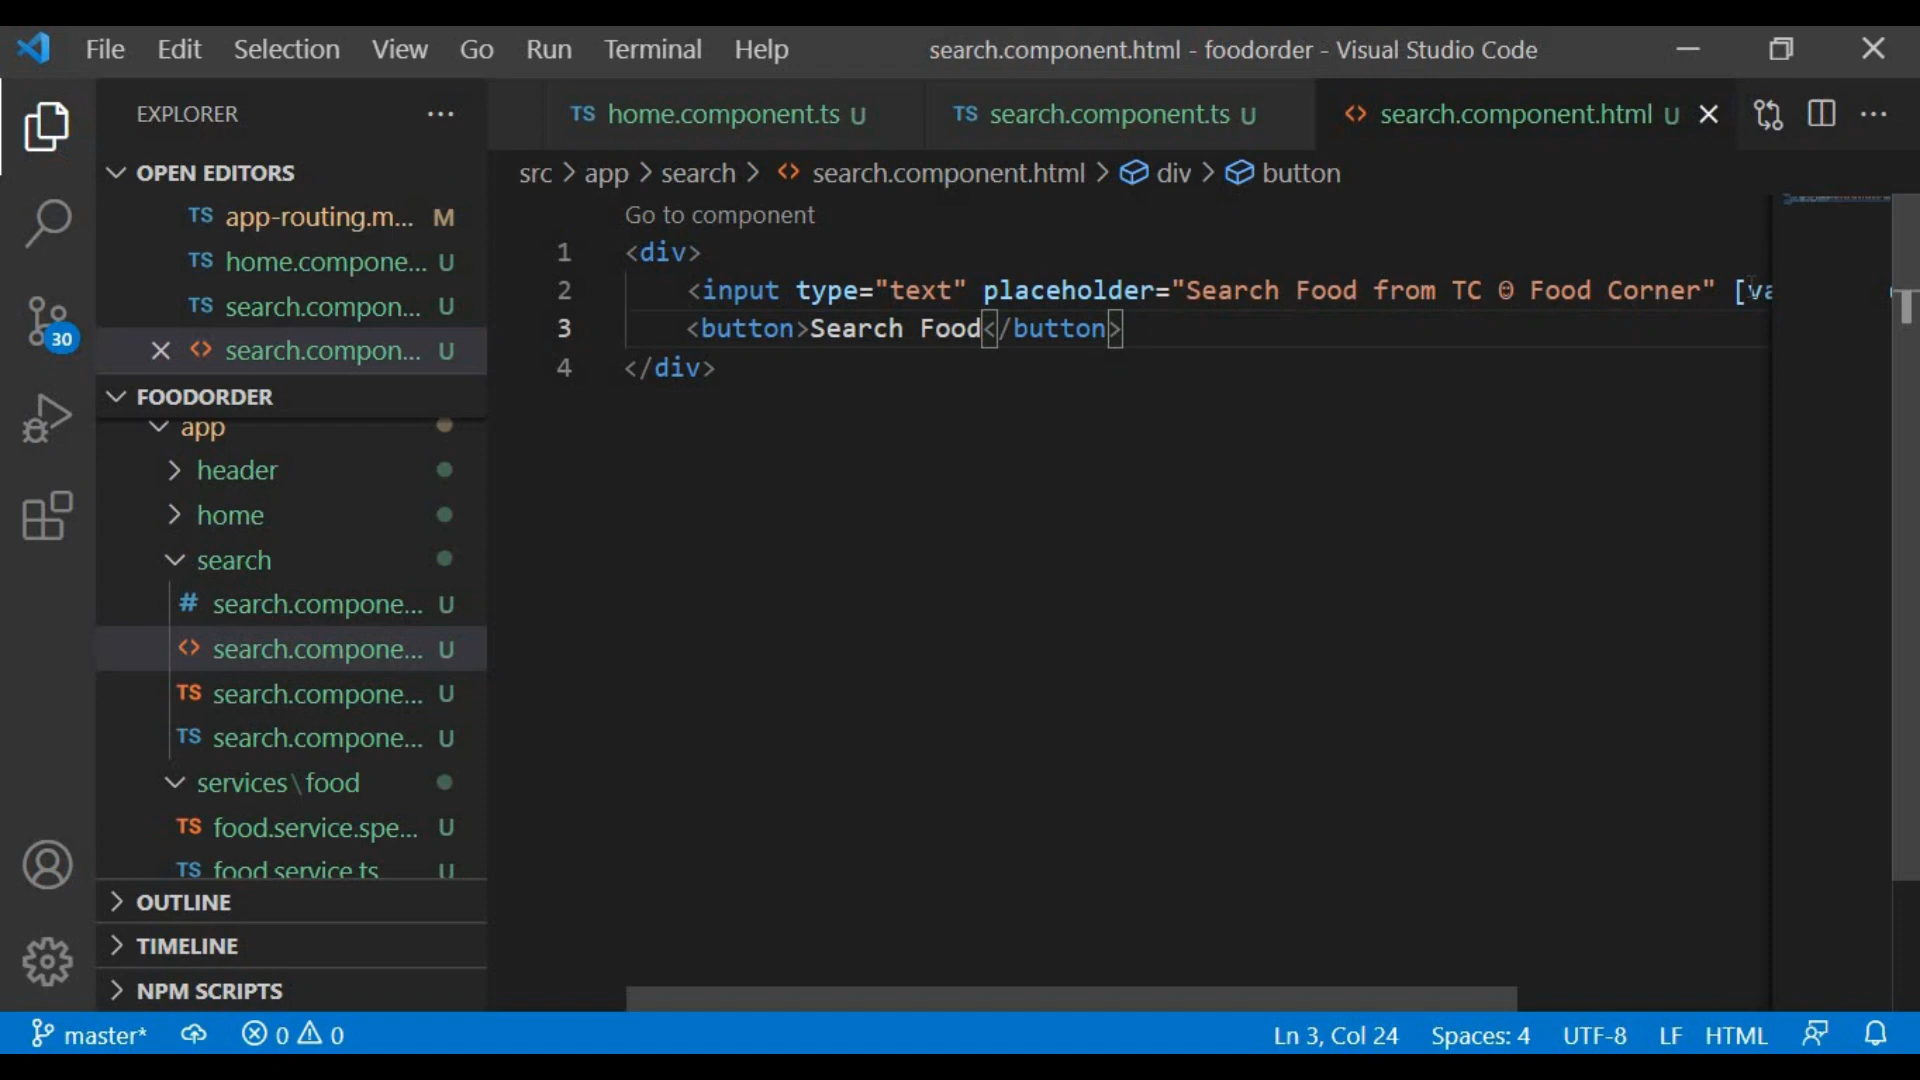 File Edit Selection View Go Run Terminal Help search.component.html - foodorder - Visual Studio Code
EXPLORER
TS home.component.ts U
TS search.component.ts U
<> search.component.html U
OPEN EDITORS
TS app-routing.m... M
TS home.compone... U
TS search.compon... U
<> search.compon... U
src > app > search > <> search.component.html > div > button
Go to component
1 <div>
2 <input type="text" placeholder="Search Food from TC ☺ Food Corner" [va
3 <button>Search Food</button>
4 </div>
30
FOODORDER
app
header
home
search
# search.compone... U
<> search.compone... U
TS search.compone... U
TS search.compone... U
services\food
TS food.service.spe... U
TS food.service.ts U
OUTLINE
TIMELINE
NPM SCRIPTS
master* 0 0 Ln 3, Col 24 Spaces: 4 UTF-8 LF HTML